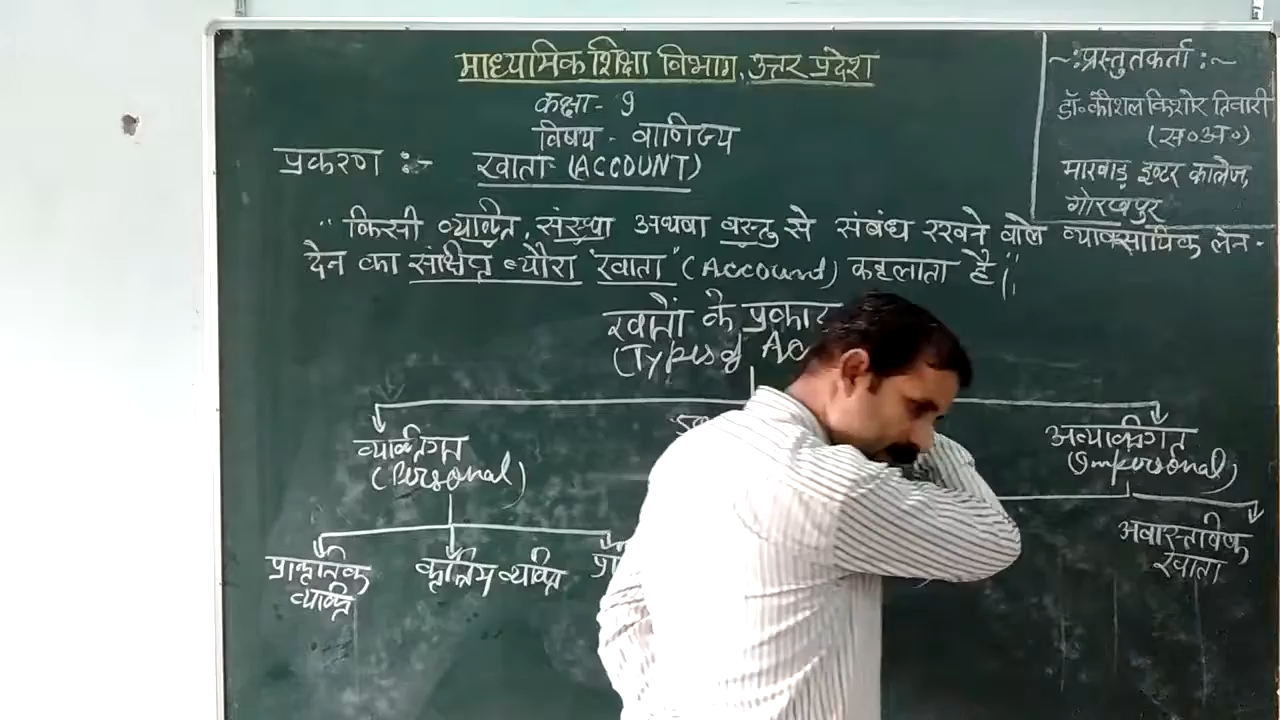 माध्यमिक शिक्षा विभाग, उत्तर प्रदेश
कक्षा - 9
विषय - वाणिज्य
प्रकरण :- खाता (ACCOUNT)
~:प्रस्तुतकर्ता:~
डॉ० कौशल किशोर तिवारी
(स०अ०)
मारवाड़ इण्टर कालेज,
गोरखपुर
"किसी व्यक्ति, संस्था अथवा वस्तु से संबंध रखने वाले व्यावसायिक लेन-
देन का संक्षिप्त ब्यौरा "खाता" (Account) कहलाता है।"
खातों के प्रकार
(Types of Ac
व्यक्तिगत
(Personal)
अव्यक्तिगत
(Impersonal)
प्राकृतिक
व्यक्ति
कृत्रिम व्यक्ति
अवास्तविक
खाता